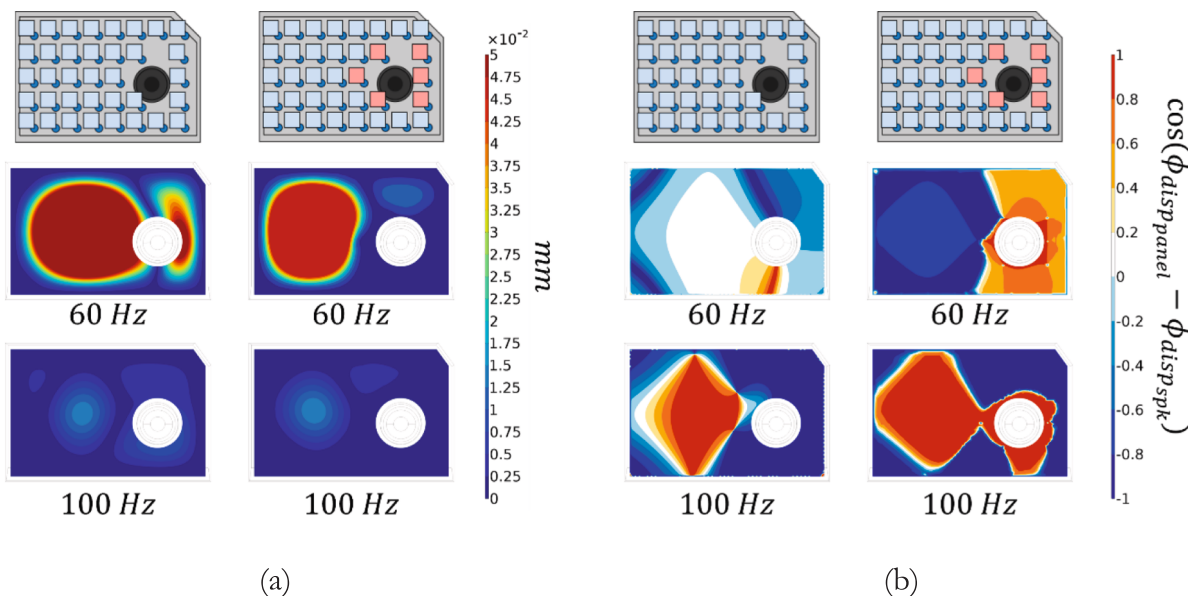 ×10⁻²
5
4.75
4.5
4.25
4
3.75
3.5
3.25
3
2.75
2.5
2.25
2
1.75
1.5
1.25
1
0.75
0.5
0.25
0
mm
60 Hz
60 Hz
100 Hz
100 Hz
(a)
60 Hz
60 Hz
100 Hz
100 Hz
1
0.8
0.6
0.4
0.2
0
-0.2
-0.4
-0.6
-0.8
-1
cos(ϕ_{disp_{panel}} − ϕ_{disp_{spk}})
(b)